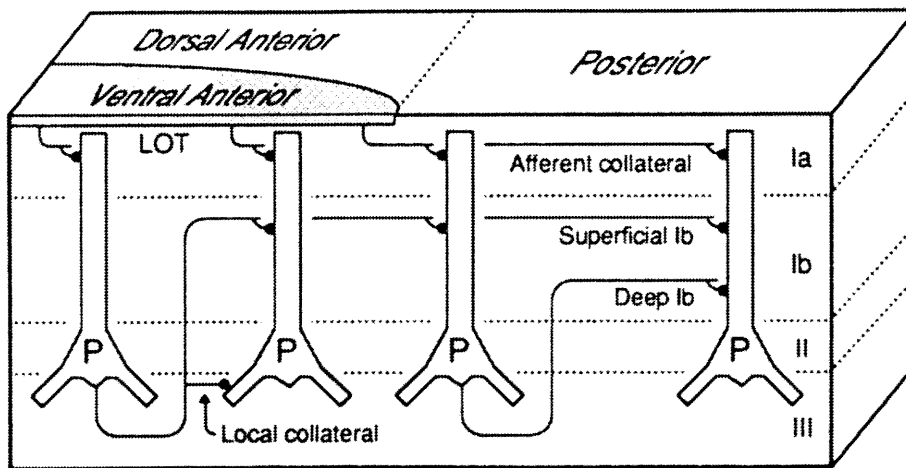 Dorsal Anterior
Posterior
Ventral Anterior
LOT
Afferent collateral
Ia
Superficial Ib
Ib
Deep Ib
P
P
P
P
II
Local collateral
III